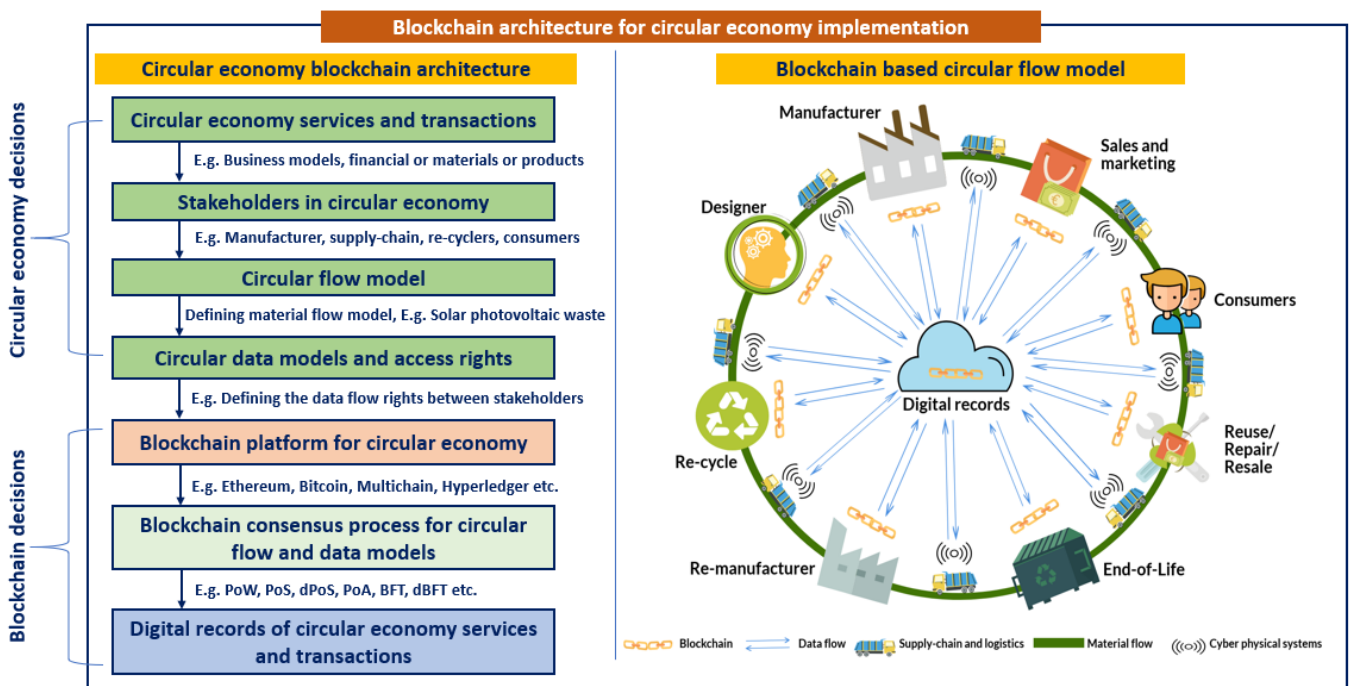 Blockchain architecture for circular economy implementation
Circular economy blockchain architecture
Circular economy decisions
Circular economy services and transactions
E.g. Business models, financial or materials or products
Stakeholders in circular economy
E.g. Manufacturer, supply-chain, re-cyclers, consumers
Circular flow model
Defining material flow model, E.g. Solar photovoltaic waste
Circular data models and access rights
E.g. Defining the data flow rights between stakeholders
Blockchain decisions
Blockchain platform for circular economy
E.g. Ethereum, Bitcoin, Multichain, Hyperledger etc.
Blockchain consensus process for circular
flow and data models
E.g. PoW, PoS, dPoS, PoA, BFT, dBFT etc.
Digital records of circular economy services
and transactions
Blockchain based circular flow model
Manufacturer
Sales and
marketing
Designer
Consumers
Digital records
Reuse/
Repair/
Resale
Re-cycle
Re-manufacturer
End-of-Life
Blockchain
Data flow
Supply-chain and logistics
Material flow
Cyber physical systems